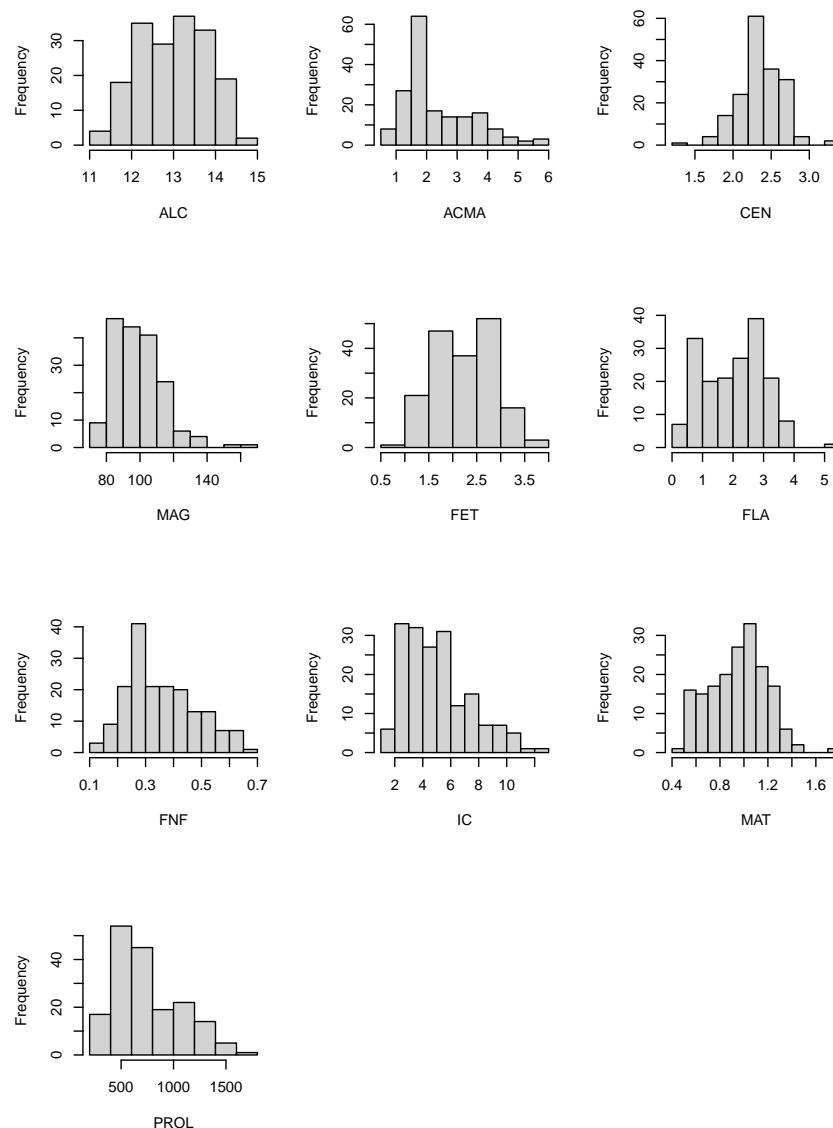 Frequency
0 10 20 30
11 12 13 14 15
ALC
Frequency
0 20 40 60
1 2 3 4 5 6
ACMA
Frequency
0 20 40 60
1.5 2.0 2.5 3.0
CEN
Frequency
0 10 30
80 100 140
MAG
Frequency
0 20 40
0.5 1.5 2.5 3.5
FET
Frequency
0 10 20 30 40
0 1 2 3 4 5
FLA
Frequency
0 10 20 30 40
0.1 0.3 0.5 0.7
FNF
Frequency
0 10 20 30
2 4 6 8 10
IC
Frequency
0 10 20 30
0.4 0.8 1.2 1.6
MAT
Frequency
0 20 40
500 1000 1500
PROL